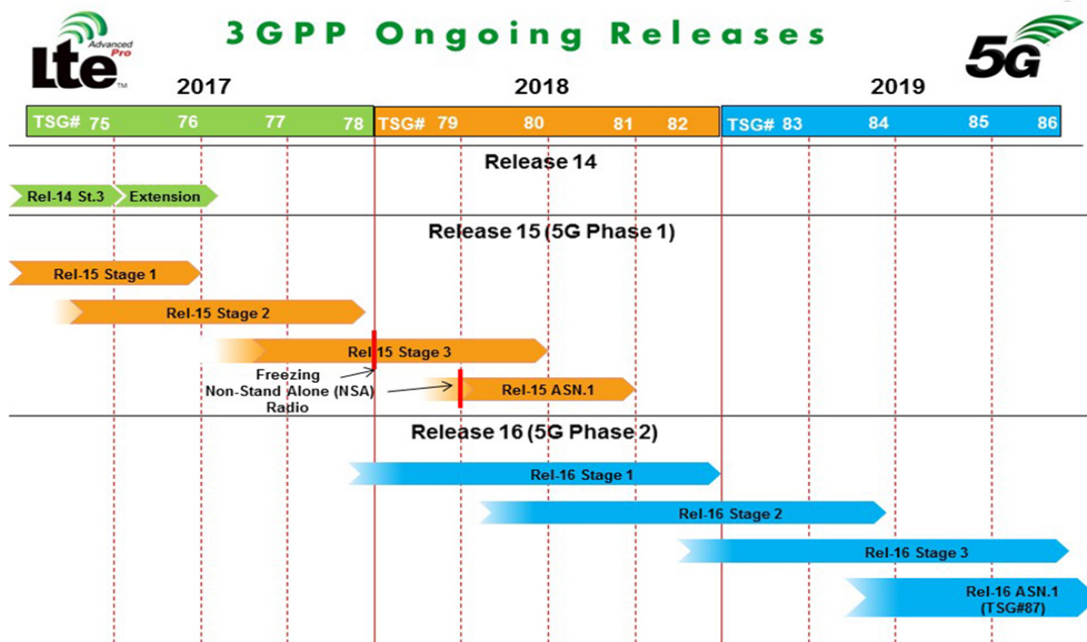 Lte Advanced Pro TM
3GPP Ongoing Releases
5G
2017 2018 2019
TSG# 75 76 77 78 TSG# 79 80 81 82 TSG# 83 84 85 86
Release 14
Rel-14 St.3 Extension
Release 15 (5G Phase 1)
Rel-15 Stage 1
Rel-15 Stage 2
Rel-15 Stage 3
Freezing
Non-Stand Alone (NSA)
Radio
Rel-15 ASN.1
Release 16 (5G Phase 2)
Rel-16 Stage 1
Rel-16 Stage 2
Rel-16 Stage 3
Rel-16 ASN.1
(TSG#87)